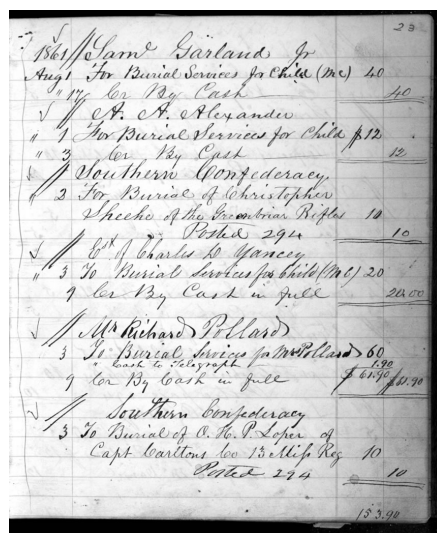 23
1861 Saml Garland Jr
Aug 1 For Burial Services for Child (M C) 40
" 17 Cr By Cash 40
A. A. Alexander
" 1 For Burial Services for Child $12
" 3 Cr By Cash 12
Southern Confederacy.
" 2 For Burial of Christopher
Sheehe of the Greenbriar Rifles 10
Posted 294 10
Est of Charles D Yancey
" 3 To Burial Services for Child (M C) 20
9 Cr By Cash in full 20.00
Mr Richard Pollard
3 To Burial Services for Mr Pollard 60
" Cash to Telegraph 1.90
$61.90
9 Cr By Cash in full $61.90
Southern Confederacy
3 To Burial of O. H. P. Loper of
Capt Carltons Co 13 Miss Reg 10
Posted 294 10
153.90